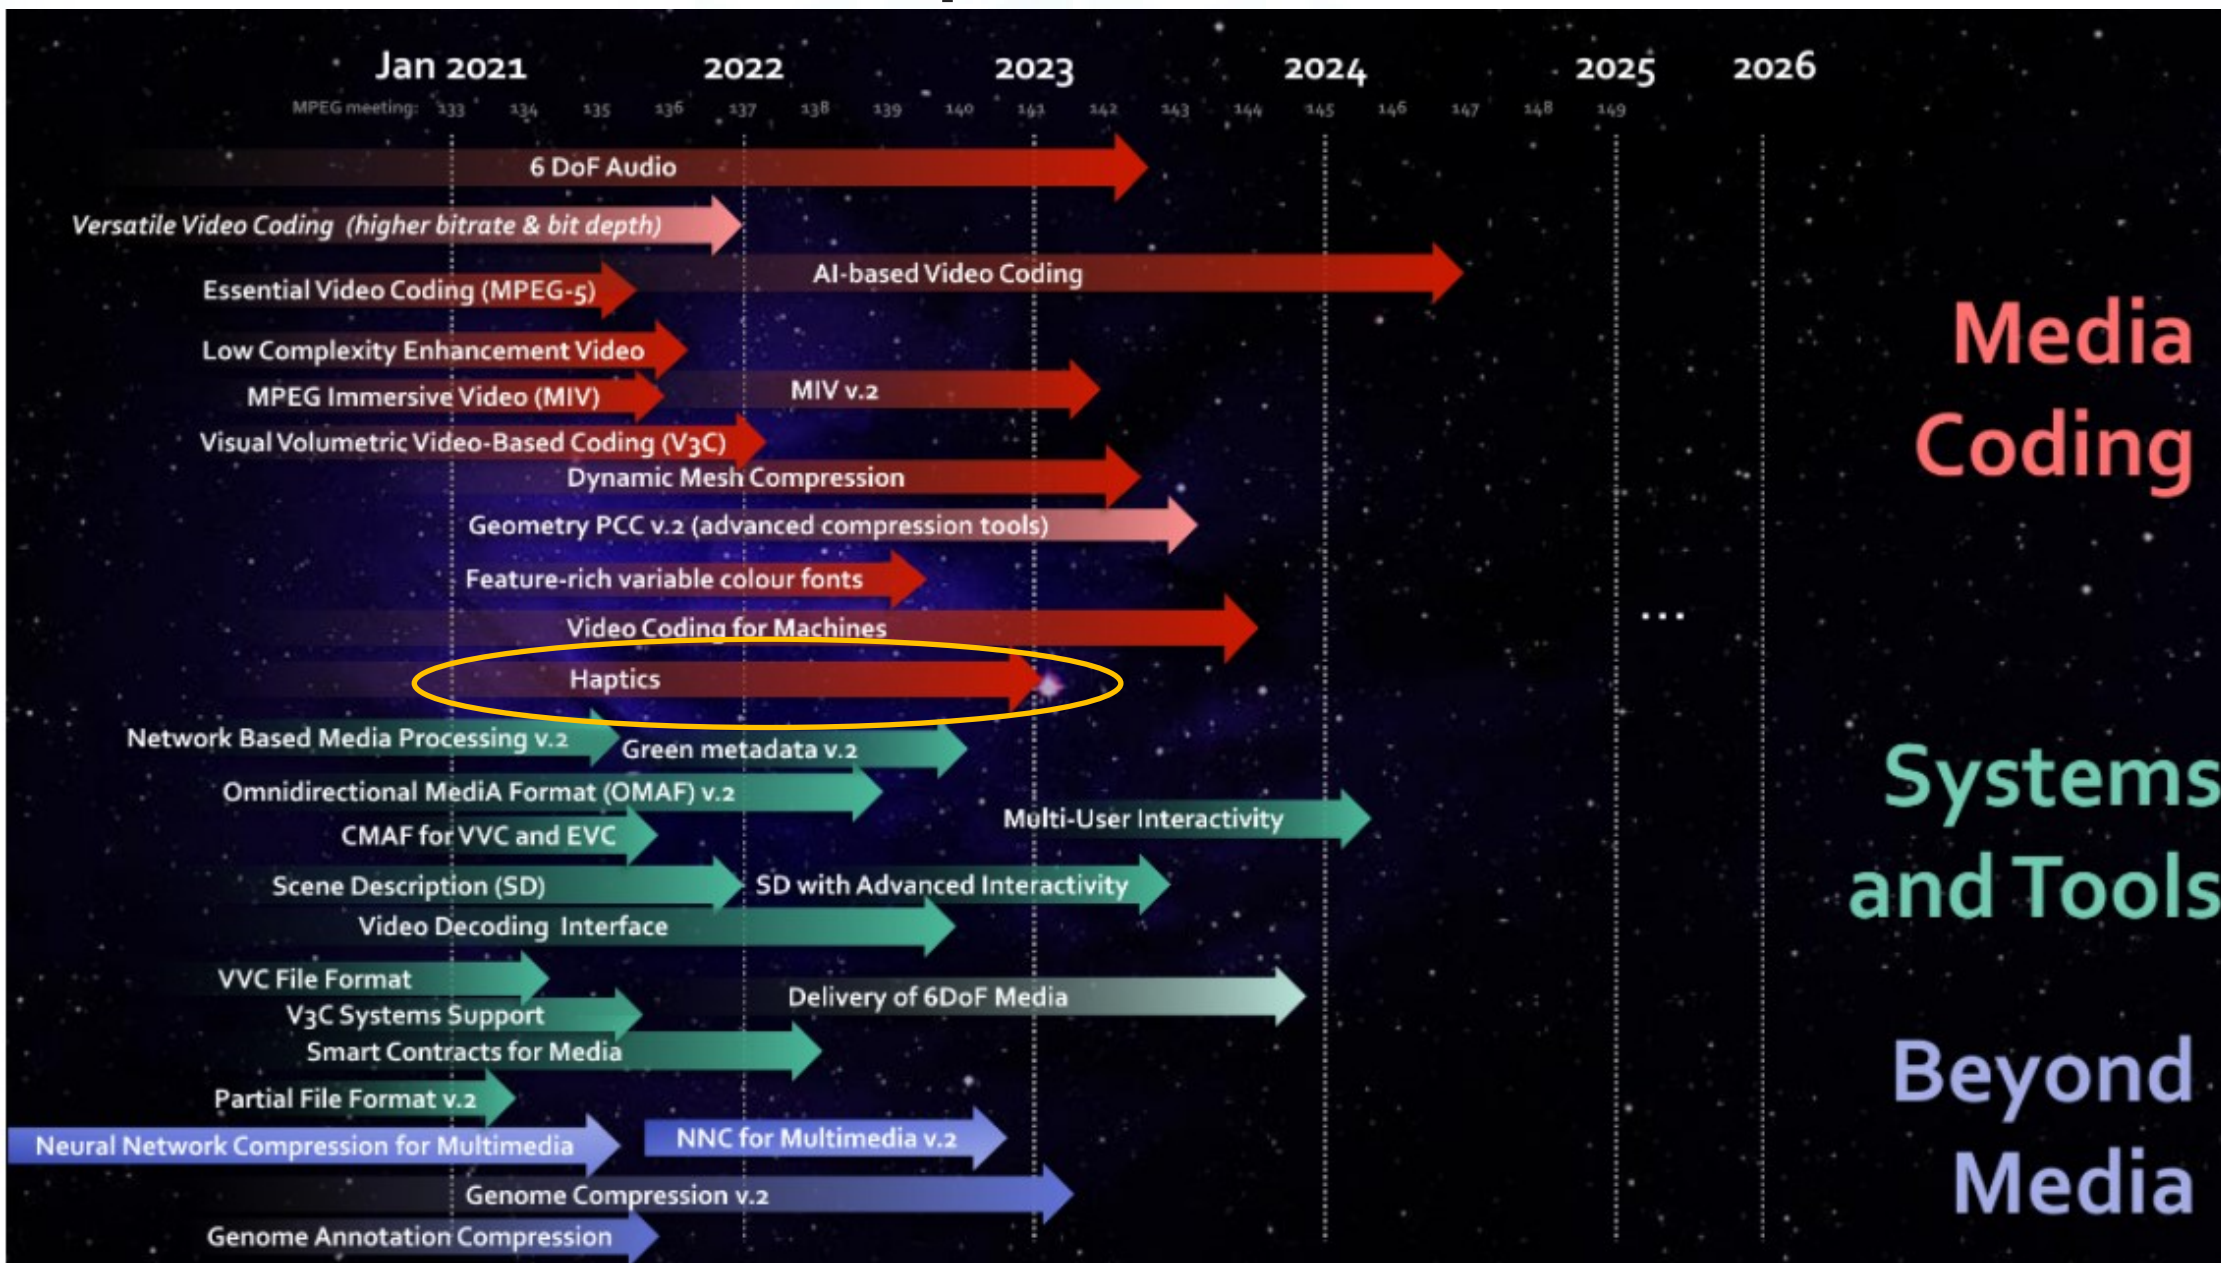 Jan 2021 2022 2023 2024 2025 2026
MPEG meeting: 133 134 135 136 137 138 139 140 141 142 143 144 145 146 147 148 149
6 DoF Audio
Versatile Video Coding (higher bitrate & bit depth)
AI-based Video Coding
Essential Video Coding (MPEG-5)
Low Complexity Enhancement Video
MPEG Immersive Video (MIV)
MIV v.2
Visual Volumetric Video-Based Coding (V3C)
Dynamic Mesh Compression
Geometry PCC v.2 (advanced compression tools)
Feature-rich variable colour fonts
Video Coding for Machines
Haptics
Media
Coding
...
Network Based Media Processing v.2
Green metadata v.2
Omnidirectional MediA Format (OMAF) v.2
Multi-User Interactivity
CMAF for VVC and EVC
Scene Description (SD)
SD with Advanced Interactivity
Video Decoding Interface
VVC File Format
Delivery of 6DoF Media
V3C Systems Support
Smart Contracts for Media
Partial File Format v.2
Systems
and Tools
Neural Network Compression for Multimedia
NNC for Multimedia v.2
Genome Compression v.2
Genome Annotation Compression
Beyond
Media